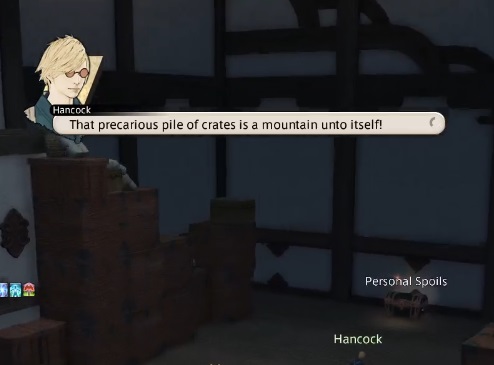 Hancock
That precarious pile of crates is a mountain unto itself!
Personal Spoils
Hancock